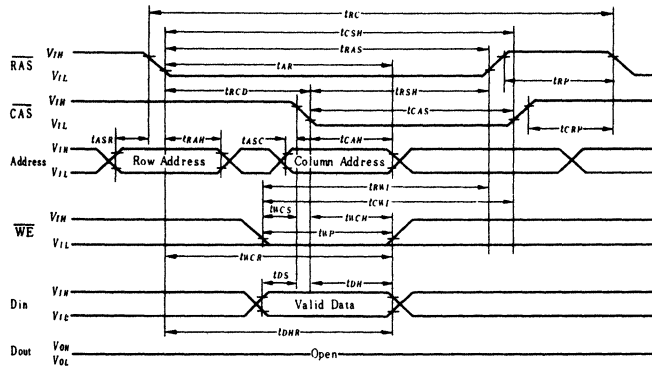 tRC
tCSH
tRAS
tAR
RAS VIH
VIL
tRCD tRSH tRP
CAS VIH
VIL
tCAS
tCRP
tASR tRAH tASC tCAH
Address VIH
VIL
Row Address Column Address
tRWI
tCWI
tWCS tWCH
WE VIH
VIL
tWP
tWCR
tDS tDH
Din VIH
VIL
Valid Data
tDHR
Dout VOH
VOL
Open